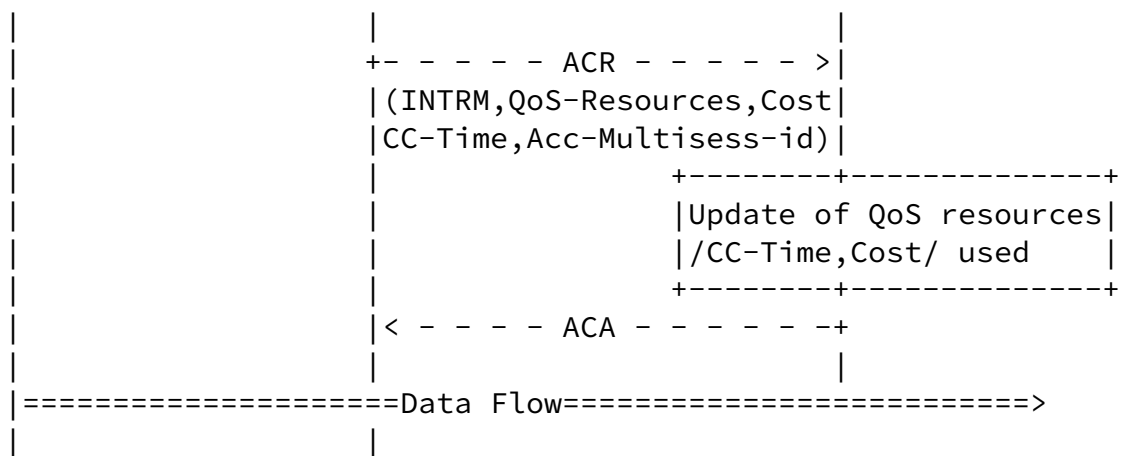 |                   |                         |
|                   +- - - - - ACR - - - - - >|
|                   |(INTRM,QoS-Resources,Cost|
|                   |CC-Time,Acc-Multisess-id)|
|                   |                +--------+--------------+
|                   |                |Update of QoS resources|
|                   |                |/CC-Time,Cost/ used    |
|                   |                +--------+--------------+
|                   |< - - - - ACA - - - - - -+
|                   |                         |
|=====================Data Flow==========================>
|                   |